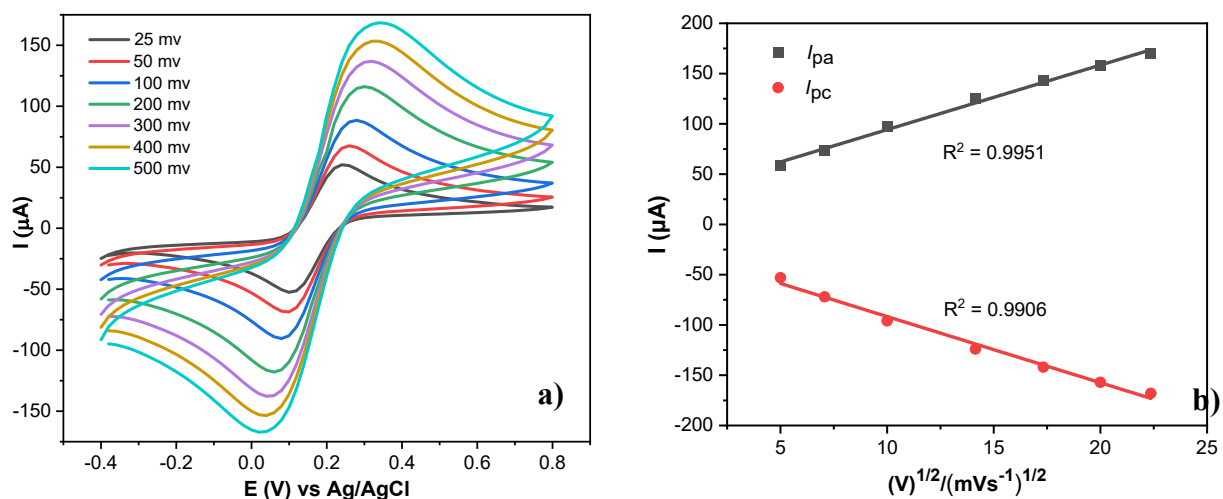 150
100
50
0
-50
-100
-150
I (µA)
25 mv
50 mv
100 mv
200 mv
300 mv
400 mv
500 mv
a)
-0.4 -0.2 0.0 0.2 0.4 0.6 0.8
E (V) vs Ag/AgCl
200
150
100
50
0
-50
-100
-150
-200
I (µA)
Ipa
Ipc
R² = 0.9951
R² = 0.9906
b)
5 10 15 20 25
(V)^1/2/(mVs^-1)^1/2